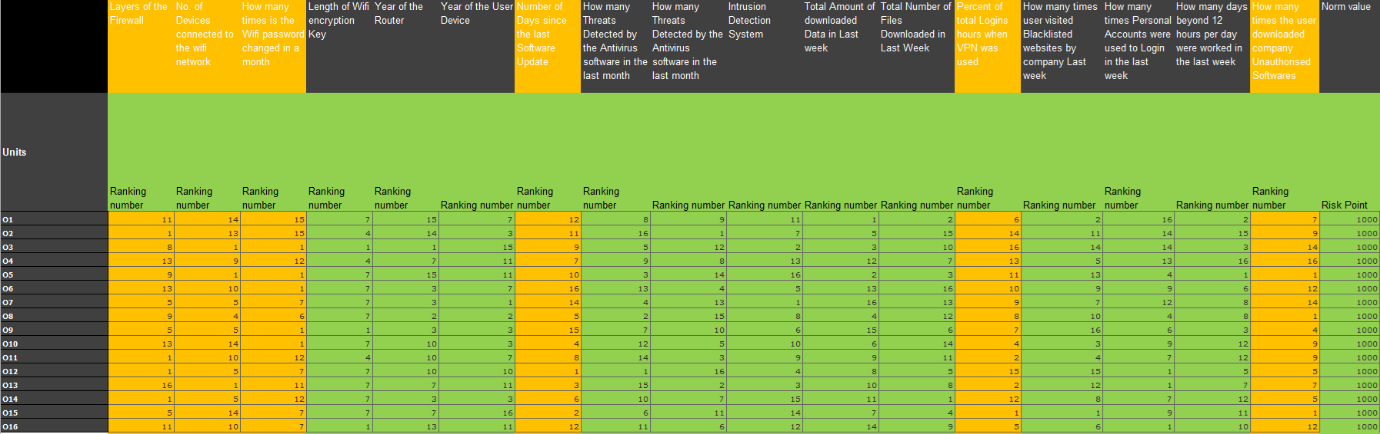 Layers of the
Firewall
No. of
Devices
connected to
the wifi
network
How many
times is the
Wifi password
changed in a
month
Length of Wifi
encryption
Key
Year of the
Router
Year of the User
Device
Number of
Days since
the last
Software
Update
How many
Threats
Detected by
the Antivirus
software in the
last month
How many
Threats
Detected by the
Antivirus
software in the
last month
Intrusion
Detection
System
Total Amount of
downloaded
Data in Last
week
Total Number of
Files
Downloaded in
Last Week
Percent of
total Logins
hours when
VPN was
used
How many times
user visited
Blacklisted
websites by
company Last
week
How many
times Personal
Accounts were
used to Login
in the last
week
How many days
beyond 12
hours per day
were worked in
the last week
How many
times the user
downloaded
company
Unauthorised
Softwares
Norm value
Units
Ranking
number
Ranking
number
Ranking
number
Ranking
number
Ranking
number
Ranking number
Ranking
number
Ranking
number
Ranking number
Ranking number
Ranking number
Ranking number
Ranking
number
Ranking number
Ranking
number
Ranking number
Ranking
number
Risk Point
O1 11 14 15 7 15 7 12 8 9 11 1 2 6 2 16 2 7 1000
O2 1 13 15 4 14 3 11 16 1 7 5 15 14 11 14 15 9 1000
O3 8 1 1 1 1 15 9 5 12 2 3 10 16 14 14 3 14 1000
O4 13 9 12 4 7 11 7 9 8 13 12 7 13 5 13 16 16 1000
O5 9 1 1 7 15 11 10 3 14 16 2 3 11 13 4 1 1 1000
O6 13 10 1 7 3 7 16 13 4 5 13 16 10 9 9 6 12 1000
O7 5 5 7 7 3 1 14 4 13 1 16 13 9 7 12 8 14 1000
O8 9 4 6 7 2 2 5 2 15 8 4 12 8 10 4 8 1 1000
O9 5 5 1 1 3 3 15 7 10 6 15 6 7 16 6 3 4 1000
O10 13 14 1 7 10 3 4 12 5 10 6 14 4 3 9 12 9 1000
O11 1 10 12 4 10 7 8 14 3 9 9 11 2 4 7 12 9 1000
O12 1 5 7 7 10 10 1 1 16 4 8 5 15 15 1 5 5 1000
O13 16 1 11 7 7 11 3 15 2 3 10 8 2 12 1 7 7 1000
O14 1 5 12 7 3 3 6 10 7 15 11 1 12 8 7 12 5 1000
O15 5 14 7 7 7 16 2 6 11 14 7 4 1 1 9 11 1 1000
O16 11 10 7 1 13 11 12 11 6 12 14 9 5 6 1 10 12 1000